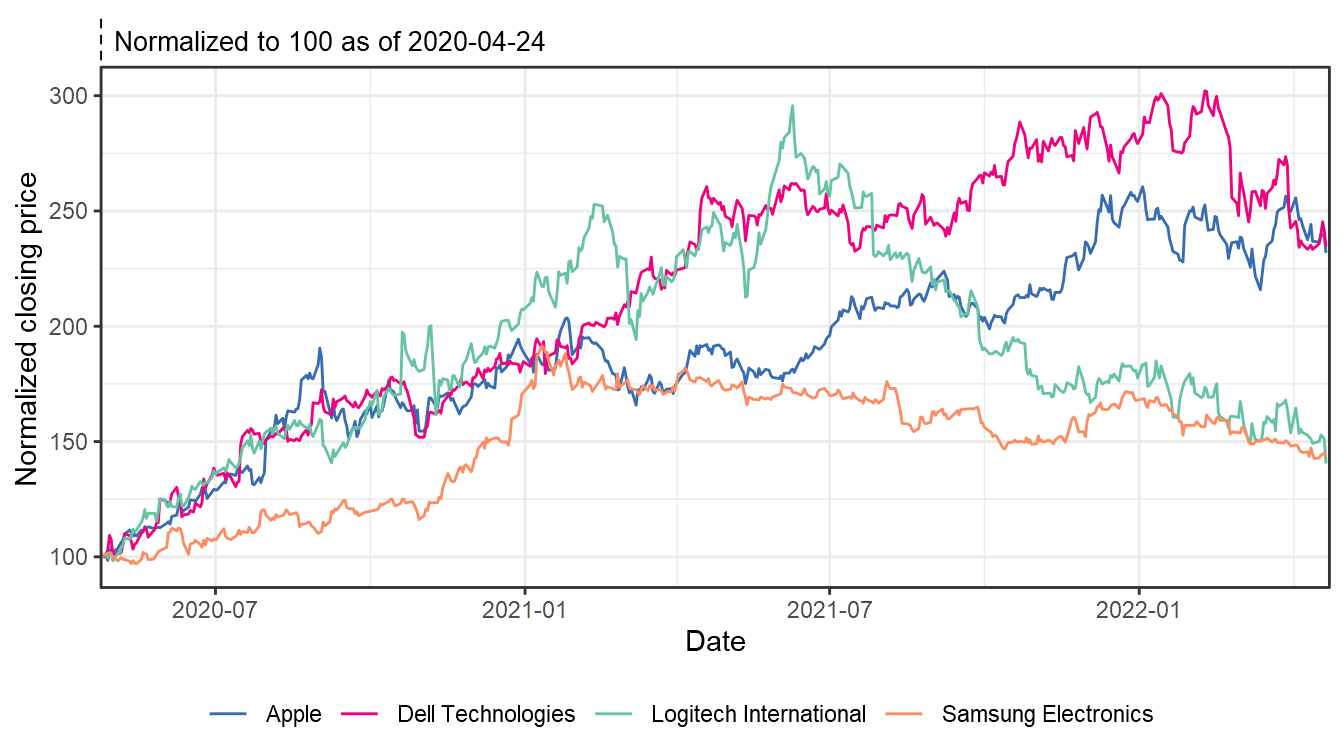 Normalized to 100 as of 2020-04-24
300
250
200
150
100
Normalized closing price
2020-07
2021-01
2021-07
2022-01
Date
Apple
Dell Technologies
Logitech International
Samsung Electronics